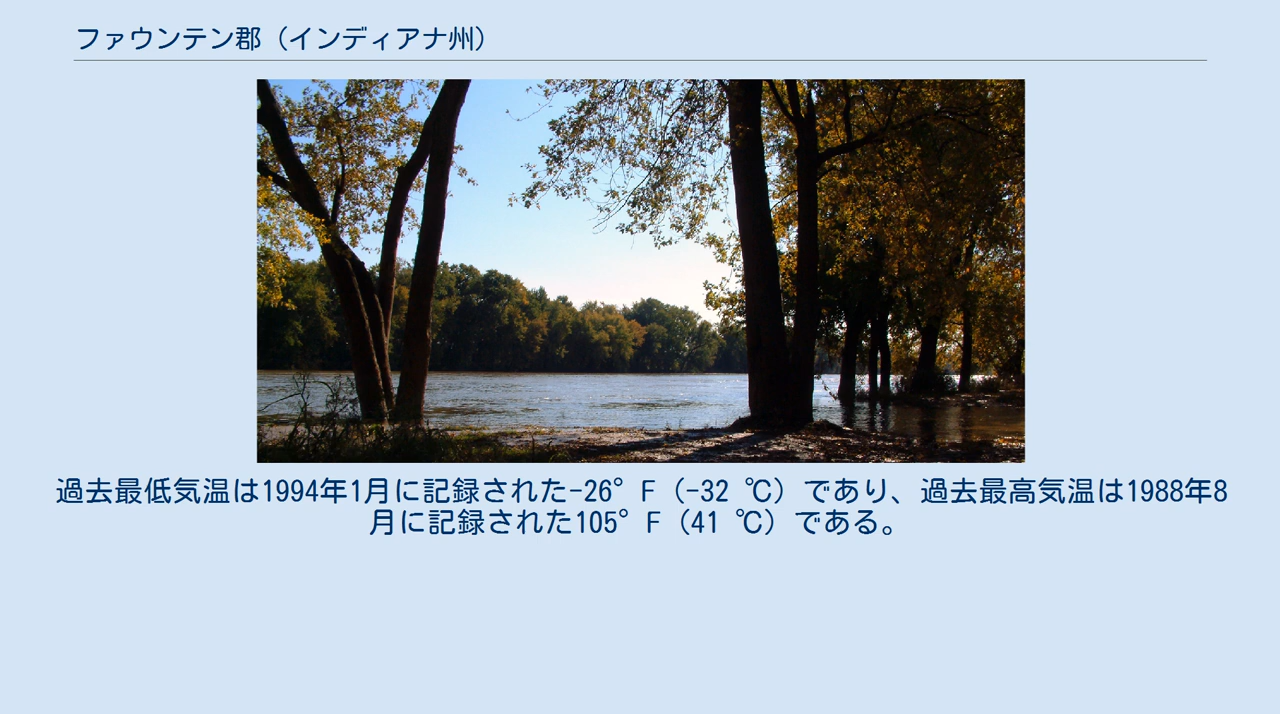 ファウンテン郡（インディアナ州）
過去最低気温は1994年1月に記録された-26°F（-32 ℃）であり、過去最高気温は1988年8
月に記録された105°F（41 ℃）である。